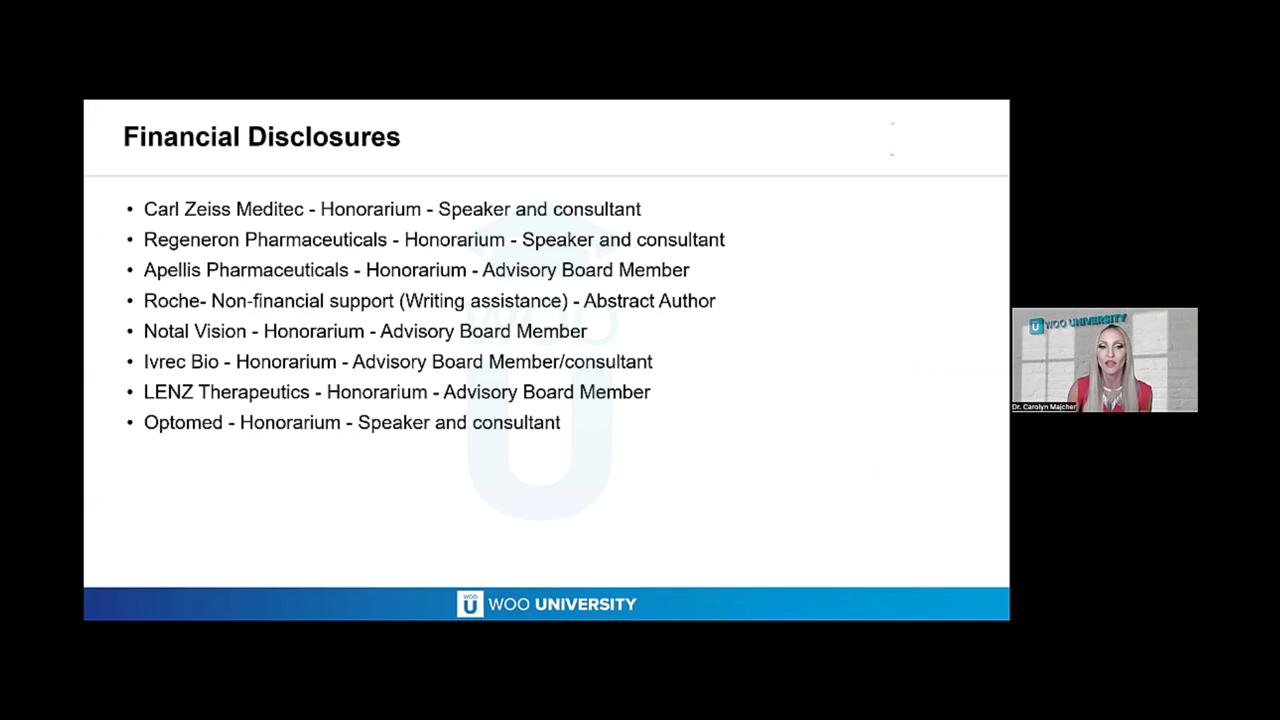 Financial Disclosures
• Carl Zeiss Meditec - Honorarium - Speaker and consultant
• Regeneron Pharmaceuticals - Honorarium - Speaker and consultant
• Apellis Pharmaceuticals - Honorarium - Advisory Board Member
• Roche- Non-financial support (Writing assistance) - Abstract Author
• Notal Vision - Honorarium - Advisory Board Member
• Ivrec Bio - Honorarium - Advisory Board Member/consultant
• LENZ Therapeutics - Honorarium - Advisory Board Member
• Optomed - Honorarium - Speaker and consultant
WOO
U
WOO
U
WOO UNIVERSITY
U WOO UNIVERSITY
Dr. Carolyn Majcher